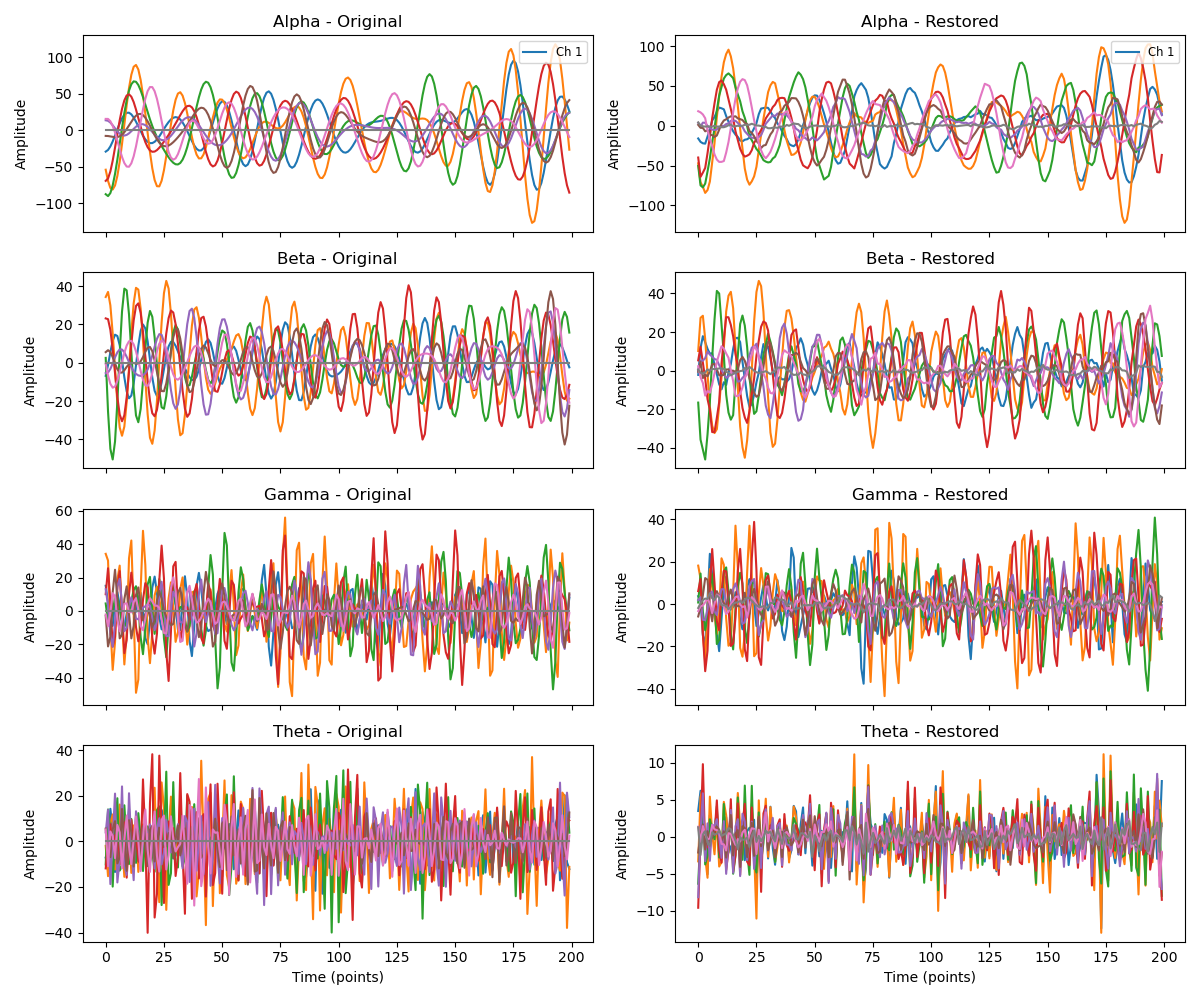 Alpha - Original
Alpha - Restored
Amplitude
100
50
0
−50
−100
Ch 1
Amplitude
100
50
0
−50
−100
Ch 1
Beta - Original
Beta - Restored
Amplitude
40
20
0
−20
−40
Amplitude
40
20
0
−20
−40
Gamma - Original
Gamma - Restored
Amplitude
60
40
20
0
−20
−40
Amplitude
40
20
0
−20
−40
Theta - Original
Theta - Restored
Amplitude
40
20
0
−20
−40
Amplitude
10
5
0
−5
−10
0 25 50 75 100 125 150 175 200
0 25 50 75 100 125 150 175 200
Time (points)
Time (points)